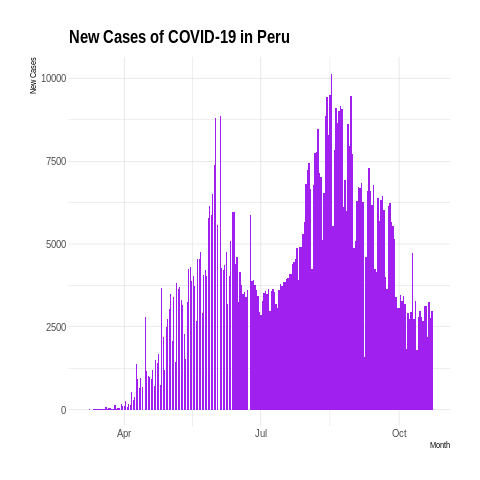 New Cases of COVID-19 in Peru
New Cases
10000
7500
5000
2500
0
Apr
Jul
Oct
Month